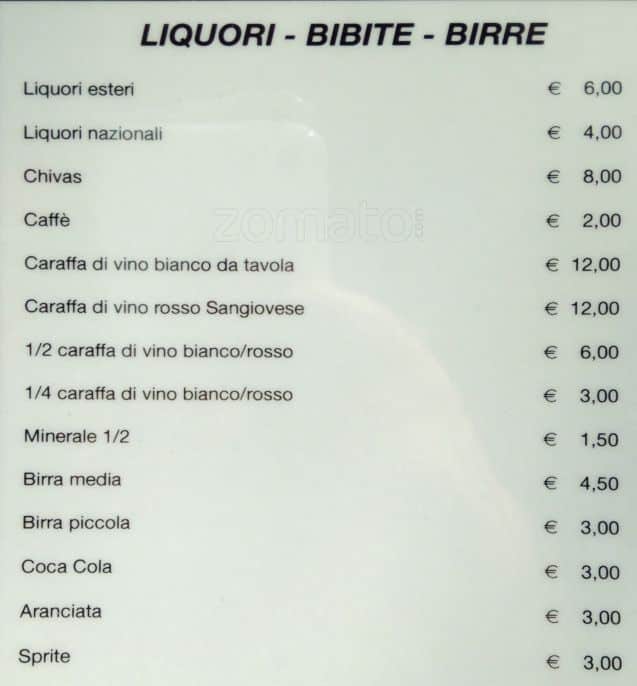 LIQUORI - BIBITE - BIRRE
Liquori esteri € 6,00
Liquori nazionali € 4,00
Chivas € 8,00
Caffè € 2,00
zomato.com
Caraffa di vino bianco da tavola € 12,00
Caraffa di vino rosso Sangiovese € 12,00
1/2 caraffa di vino bianco/rosso € 6,00
1/4 caraffa di vino bianco/rosso € 3,00
Minerale 1/2 € 1,50
Birra media € 4,50
Birra piccola € 3,00
Coca Cola € 3,00
Aranciata € 3,00
Sprite € 3,00